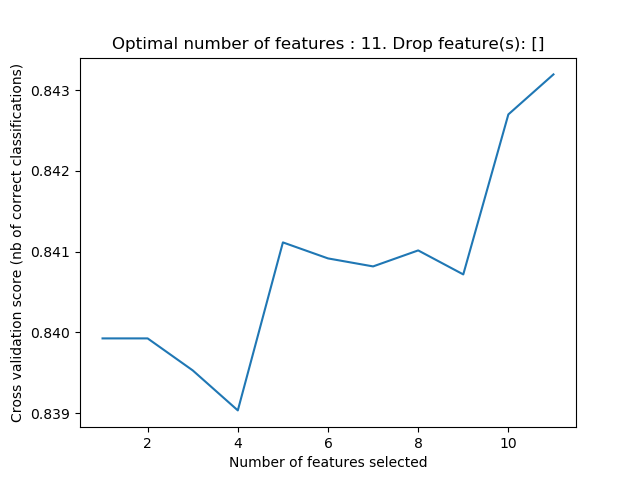 Optimal number of features : 11. Drop feature(s): []
Cross validation score (nb of correct classifications)
0.843
0.842
0.841
0.840
0.839
2 4 6 8 10
Number of features selected